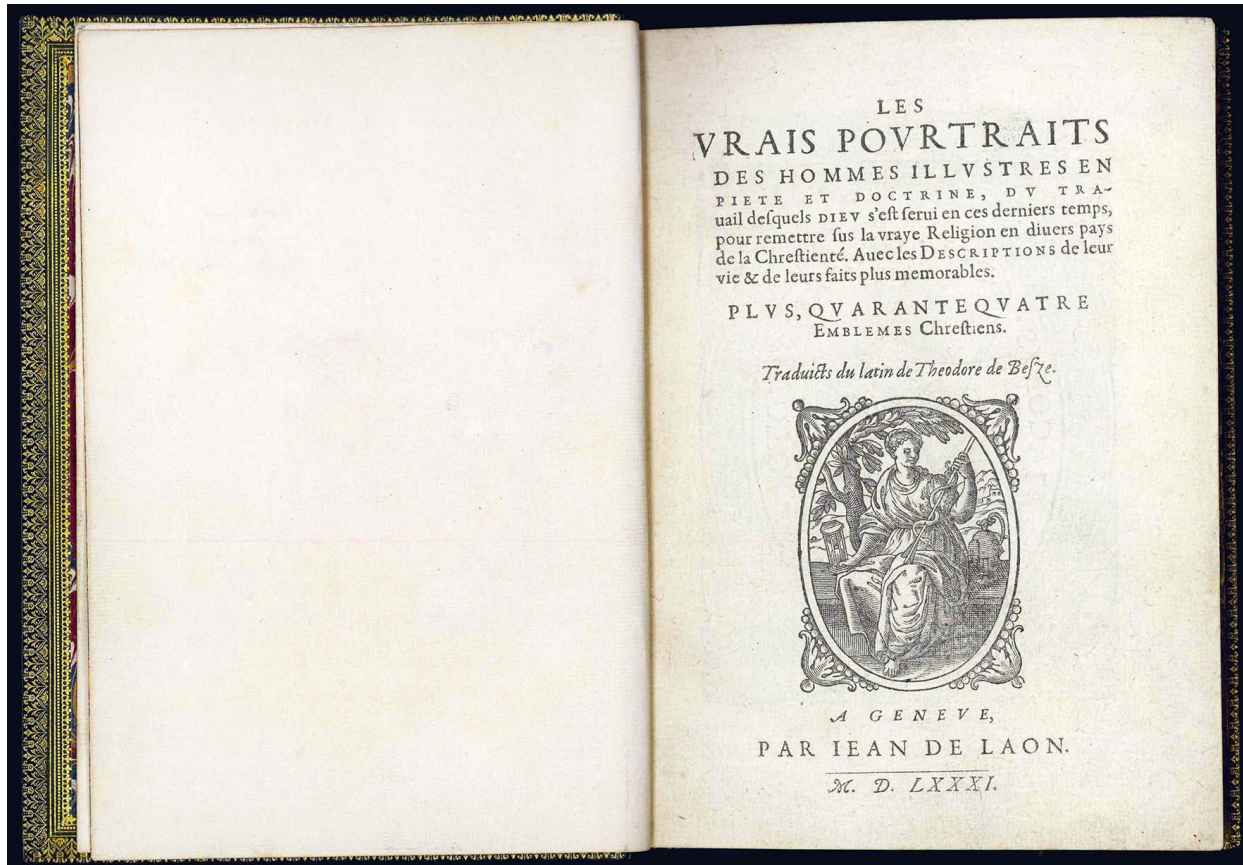 LES
VRAIS POVRTRAITS
DES HOMMES ILLVSTRES EN
PIETE ET DOCTRINE, DV TRA-
uail deſquels DIEV s'eſt ſerui en ces derniers temps,
pour remettre ſus la vraye Religion en diuers pays
de la Chreſtienté. Auec les DESCRIPTIONS de leur
vie & de leurs faits plus memorables.
PLVS, QVARANTEQVATRE
EMBLEMES Chreſtiens.
Traduicts du latin de Theodore de Beſze.
A GENEVE,
PAR IEAN DE LAON.
M. D. LXXXI.